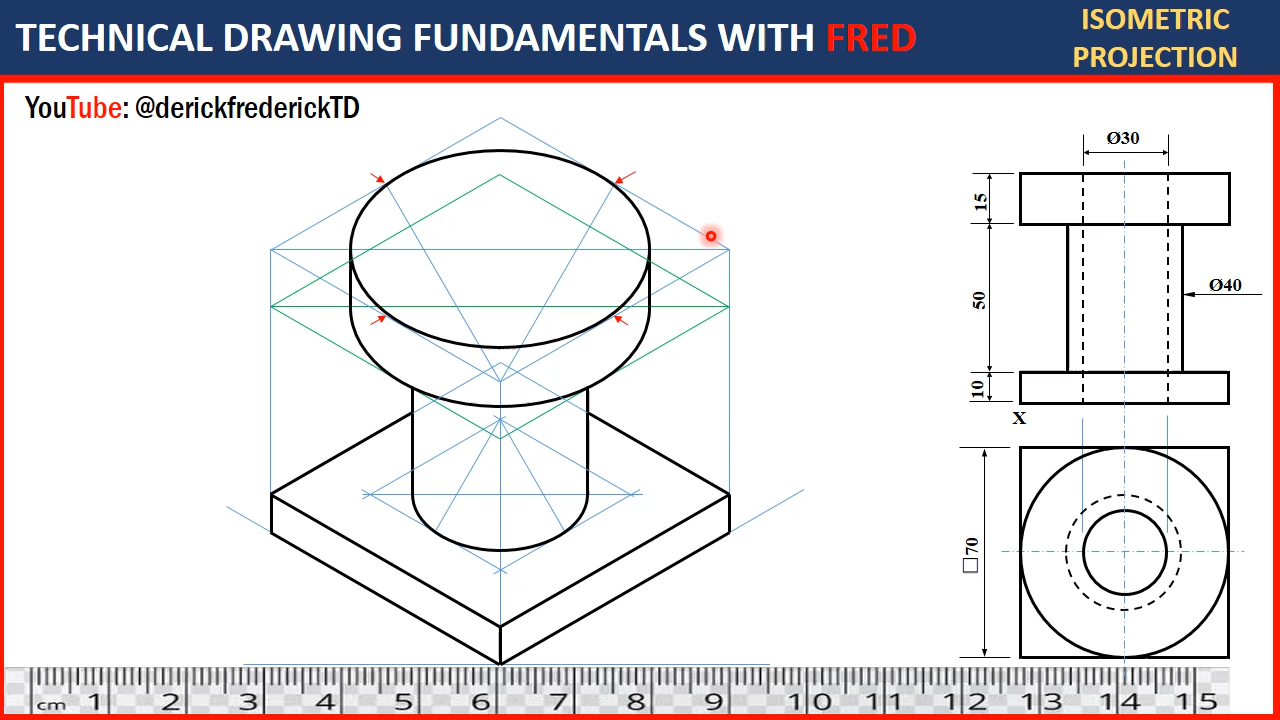 TECHNICAL DRAWING FUNDAMENTALS WITH FRED
ISOMETRIC
PROJECTION
YouTube: @derickfrederickTD
Ø30
15
50
Ø40
10
X
□70
cm 1 2 3 4 5 6 7 8 9 10 11 12 13 14 15